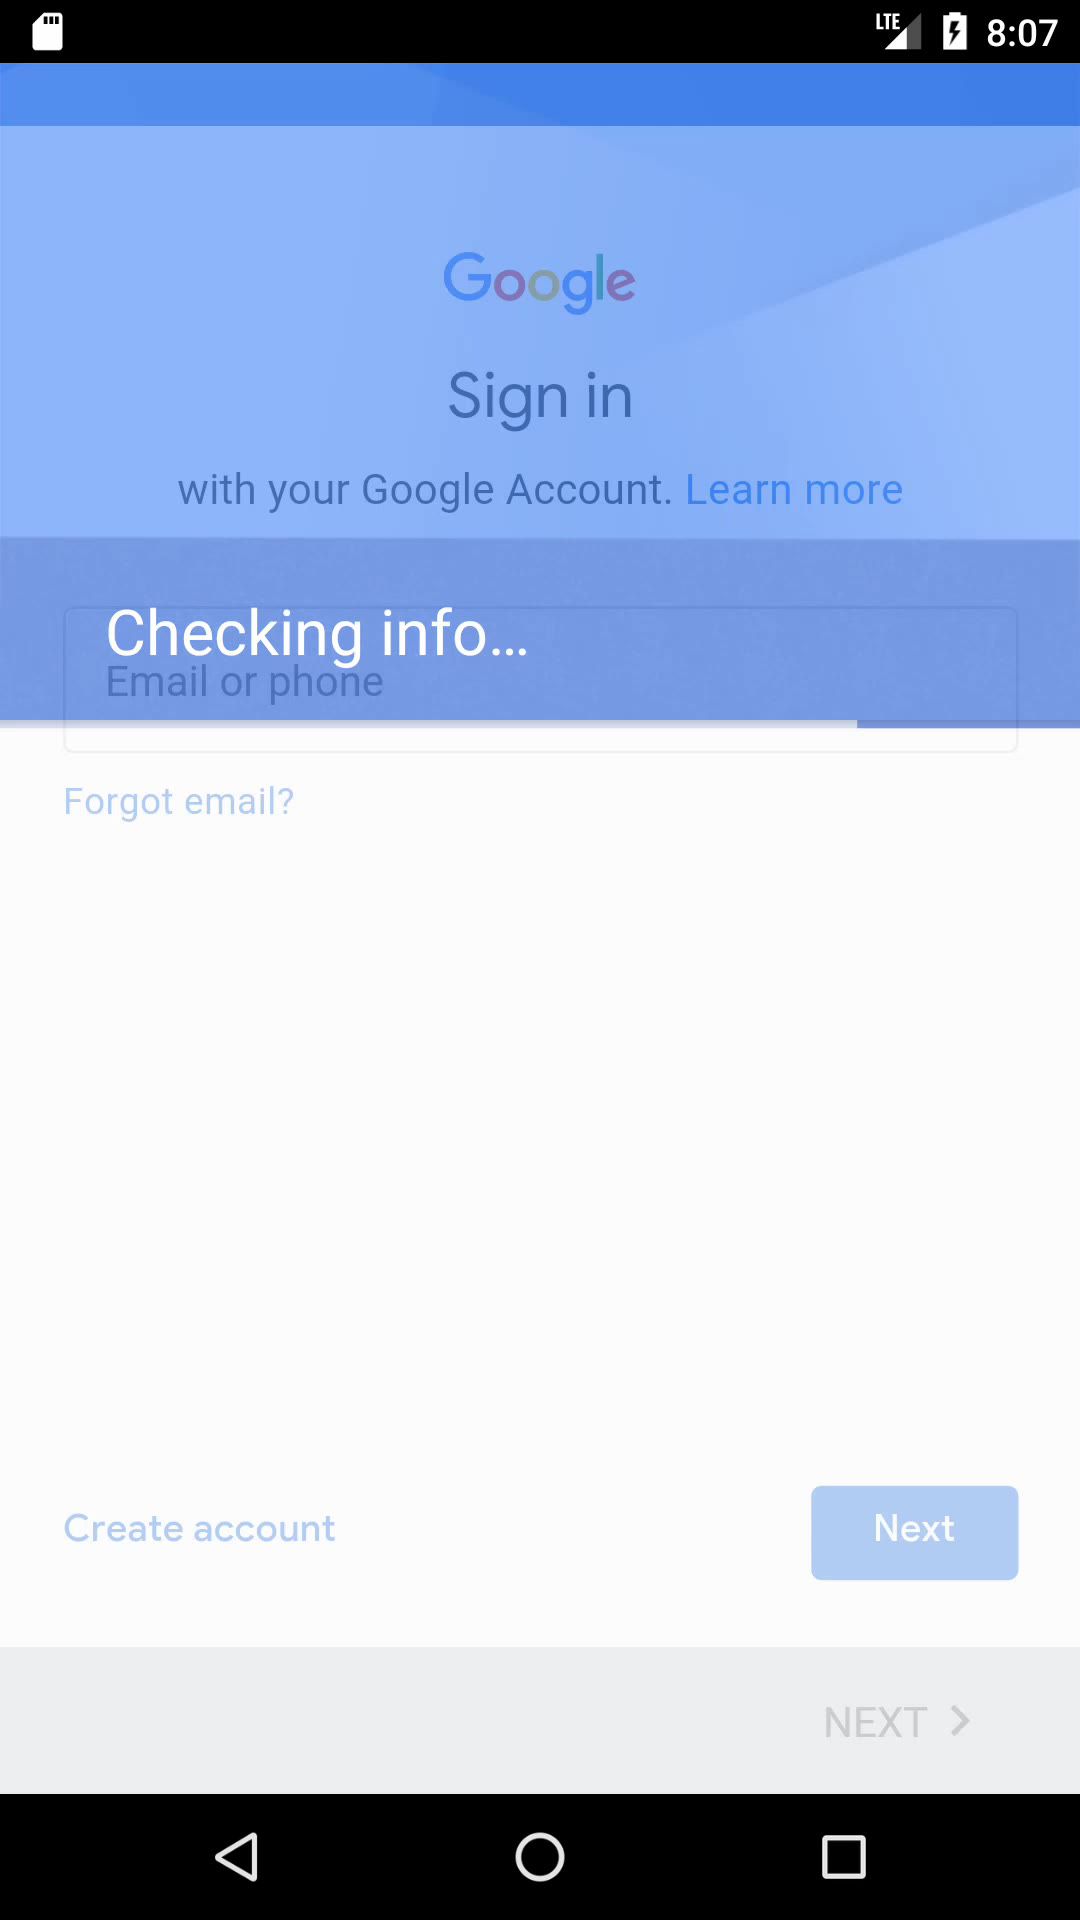 LTE 8:07
Google
Sign in
with your Google Account. Learn more
Checking info...
Email or phone
Forgot email?
Create account Next
NEXT